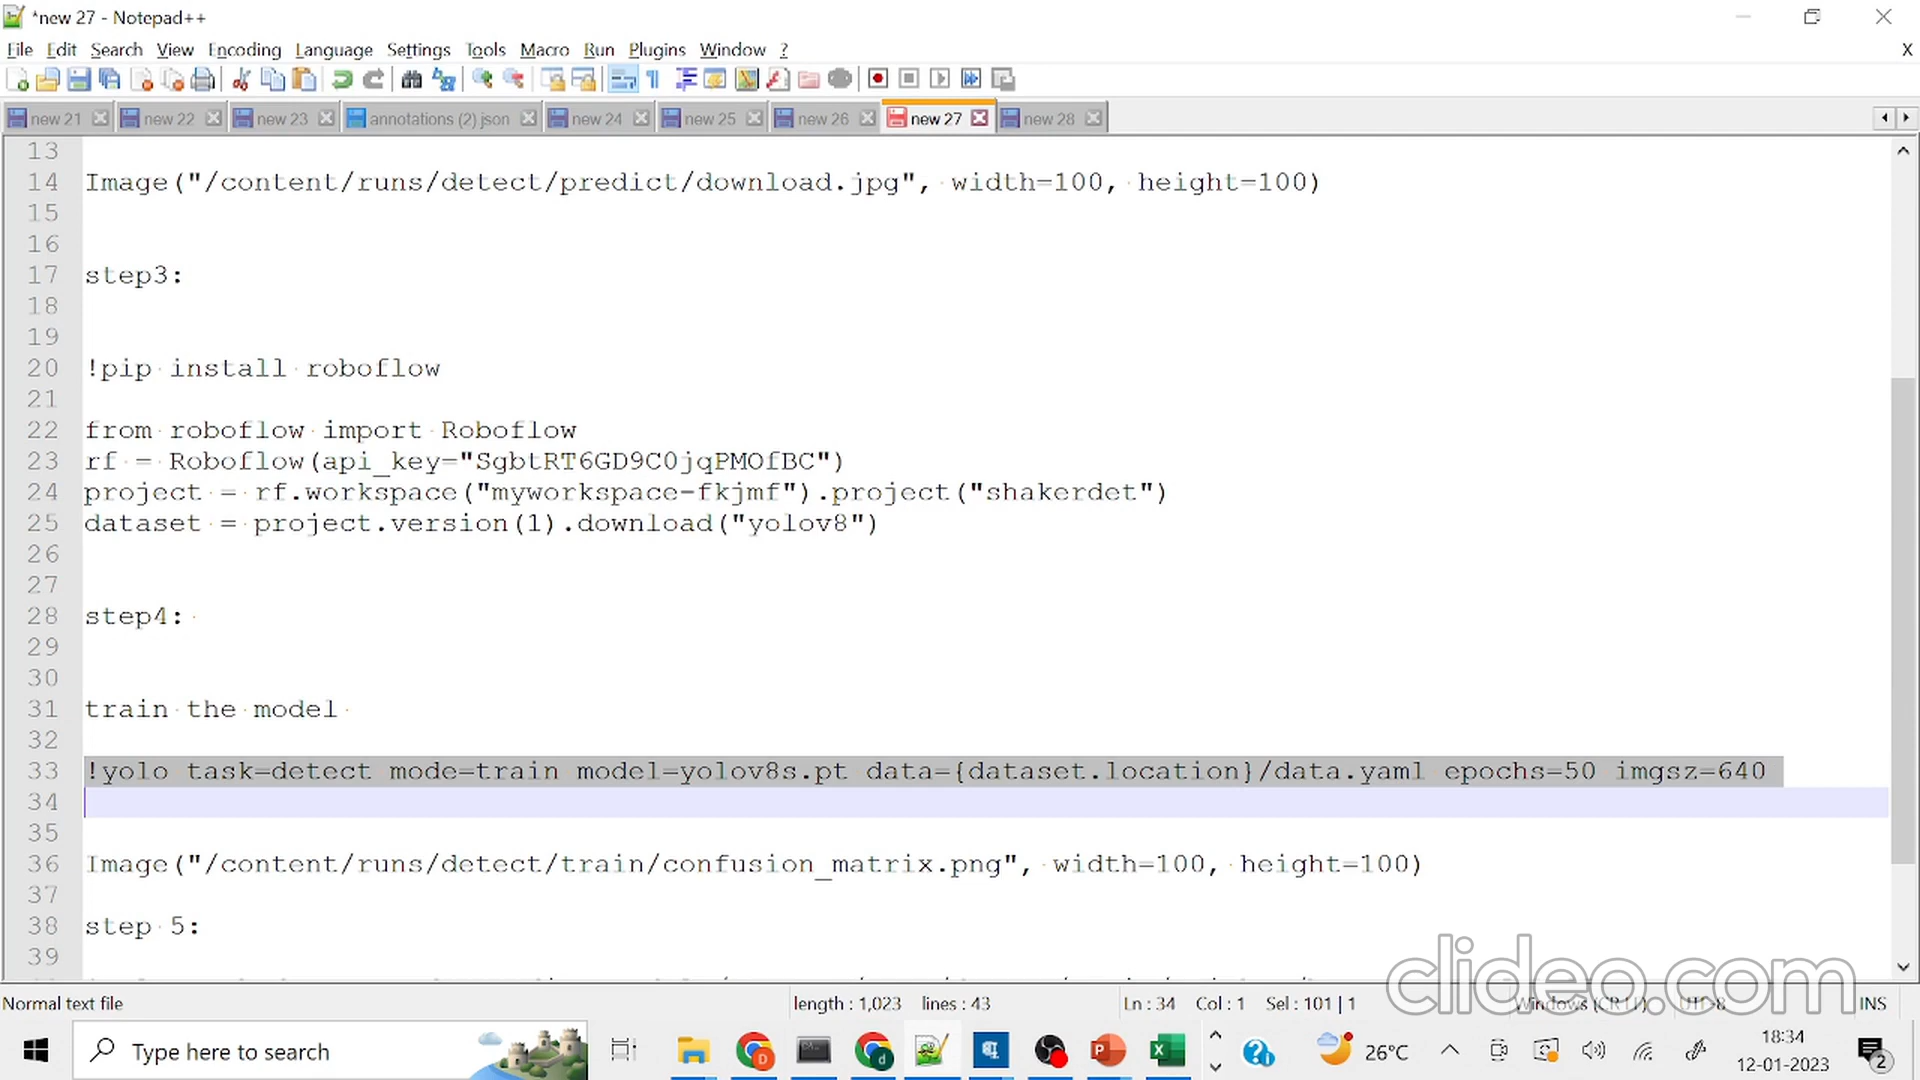 *new 27 - Notepad++
File Edit Search View Encoding Language Settings Tools Macro Run Plugins Window ? X
new 21 new 22 new 23 annotations (2).json new 24 new 25 new 26 new 27 new 28
13
14 Image("/content/runs/detect/predict/download.jpg", width=100, height=100)
15
16
17 step3:
18
19
20 !pip install roboflow
21
22 from roboflow import Roboflow
23 rf = Roboflow(api_key="SgbtRT6GD9C0jqPMOfBC")
24 project = rf.workspace("myworkspace-fkjmf").project("shakerdet")
25 dataset = project.version(1).download("yolov8")
26
27
28 step4:
29
30
31 train the model
32
33 !yolo task=detect mode=train model=yolov8s.pt data={dataset.location}/data.yaml epochs=50 imgsz=640
34
35
36 Image("/content/runs/detect/train/confusion_matrix.png", width=100, height=100)
37
38 step 5:
39
clideo.com
Normal text file length : 1,023 lines : 43 Ln : 34 Col : 1 Sel : 101 | 1 Windows (CR LF) UTF-8 INS
Type here to search 26°C 18:34
12-01-2023 2